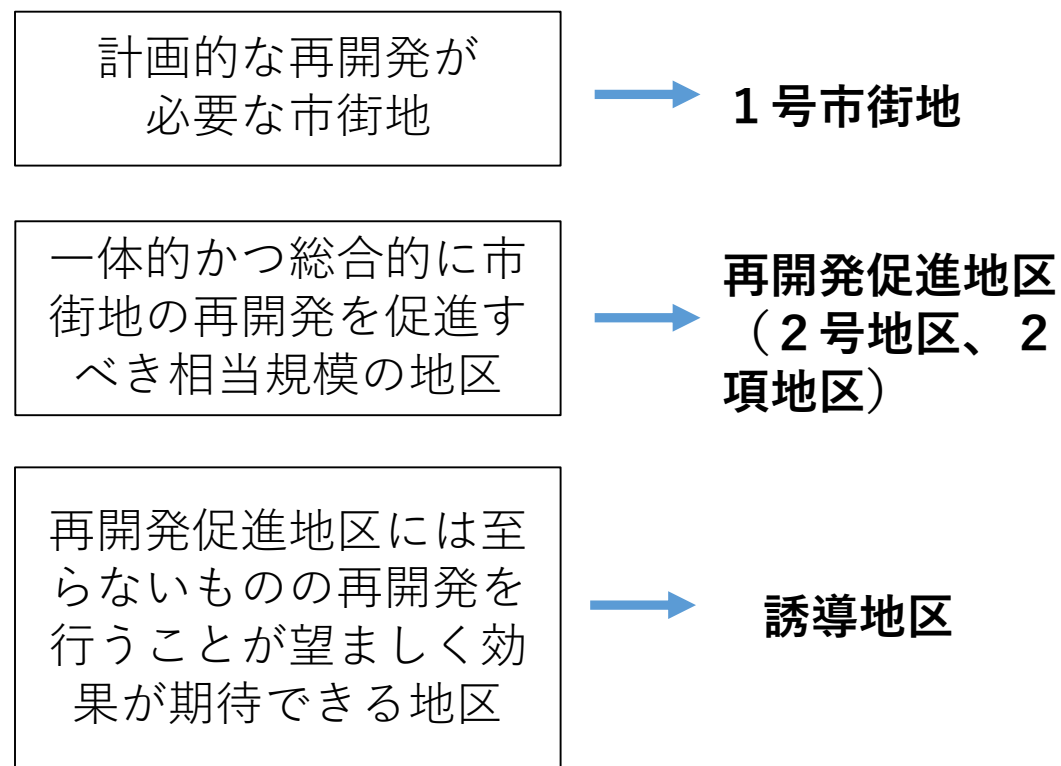 計画的な再開発が
必要な市街地
１号市街地
一体的かつ総合的に市
街地の再開発を促進す
べき相当規模の地区
再開発促進地区
（２号地区、２
項地区）
再開発促進地区には至
らないものの再開発を
行うことが望ましく効
果が期待できる地区
誘導地区